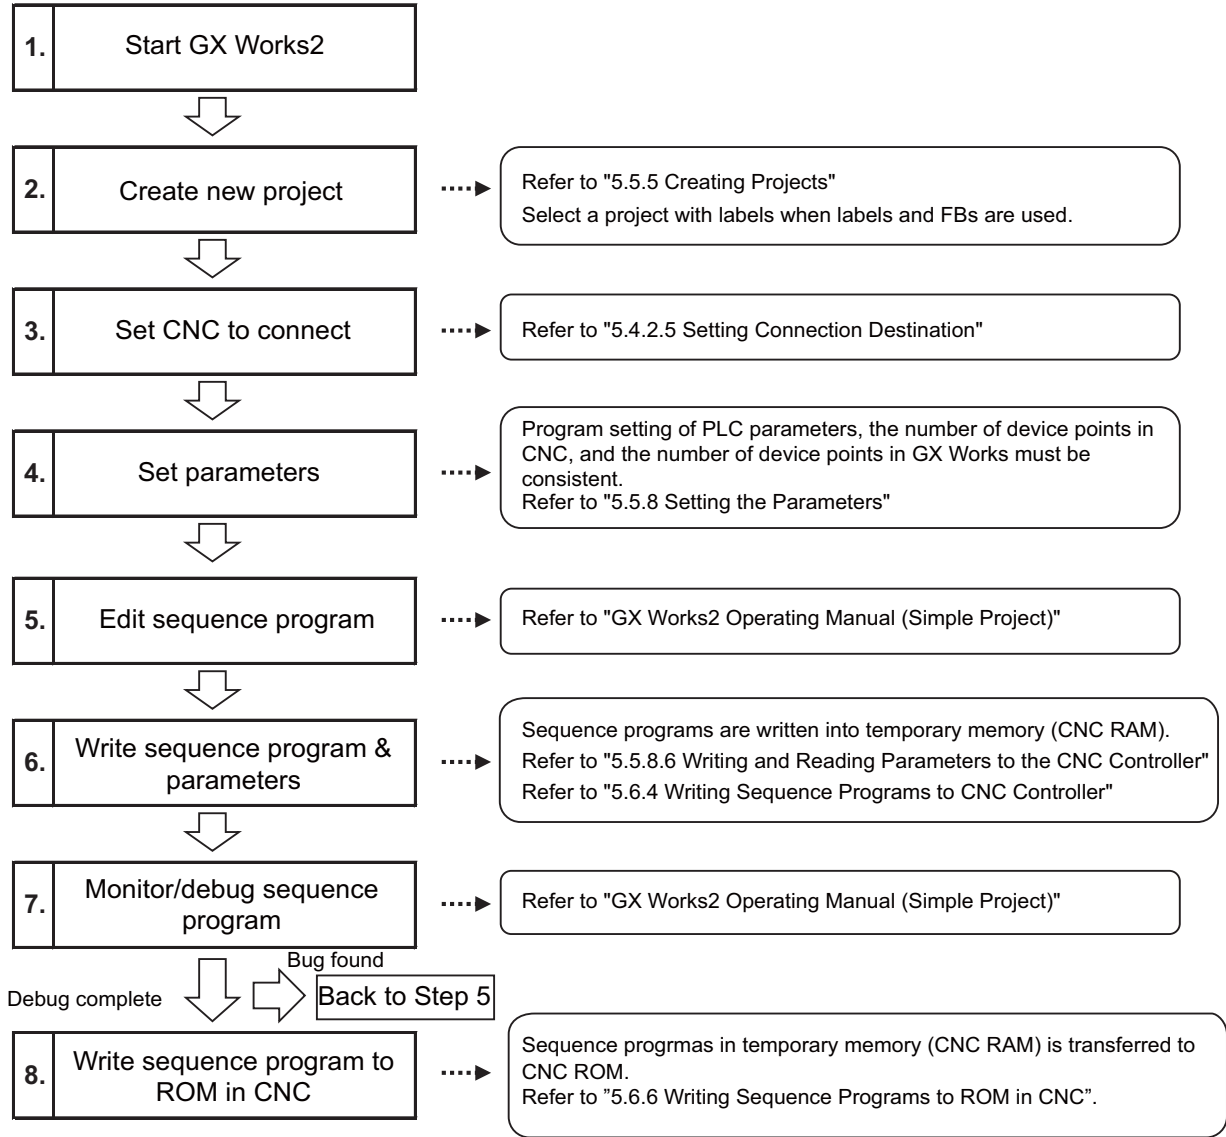 1.
Start GX Works2
2.
Create new project
Refer to "5.5.5 Creating Projects"
Select a project with labels when labels and FBs are used.
3.
Set CNC to connect
Refer to "5.4.2.5 Setting Connection Destination"
4.
Set parameters
Program setting of PLC parameters, the number of device points in
CNC, and the number of device points in GX Works must be
consistent.
Refer to "5.5.8 Setting the Parameters"
5.
Edit sequence program
Refer to "GX Works2 Operating Manual (Simple Project)"
6.
Write sequence program &
parameters
Sequence programs are written into temporary memory (CNC RAM).
Refer to "5.5.8.6 Writing and Reading Parameters to the CNC Controller"
Refer to "5.6.4 Writing Sequence Programs to CNC Controller"
7.
Monitor/debug sequence
program
Refer to "GX Works2 Operating Manual (Simple Project)"
Bug found
Debug complete
Back to Step 5
8.
Write sequence program to
ROM in CNC
Sequence progrmas in temporary memory (CNC RAM) is transferred to
CNC ROM.
Refer to ”5.6.6 Writing Sequence Programs to ROM in CNC”.